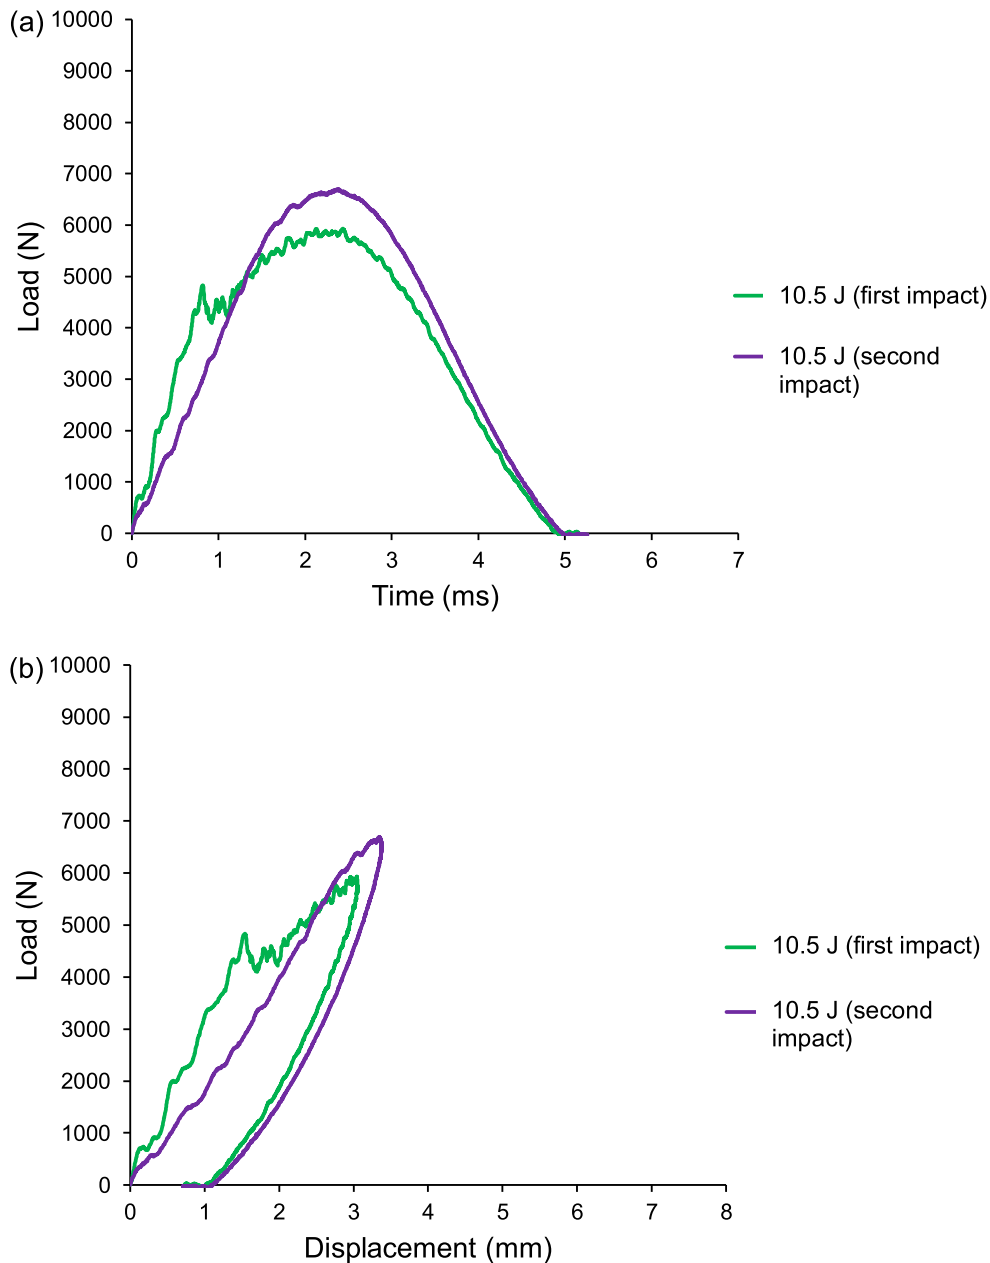 (a)
10000
9000
8000
7000
6000
5000
4000
3000
2000
1000
0
Load (N)
0 1 2 3 4 5 6 7
Time (ms)
10.5 J (first impact)
10.5 J (second
impact)
(b)
10000
9000
8000
7000
6000
5000
4000
3000
2000
1000
0
Load (N)
0 1 2 3 4 5 6 7 8
Displacement (mm)
10.5 J (first impact)
10.5 J (second
impact)